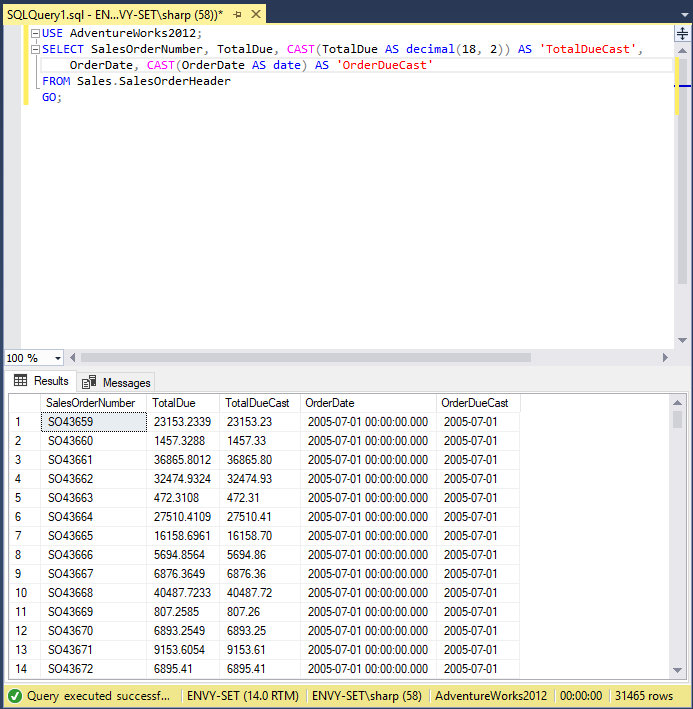 SQLQuery1.sql - EN...VY-SET\sharp (58))*
USE AdventureWorks2012;
SELECT SalesOrderNumber, TotalDue, CAST(TotalDue AS decimal(18, 2)) AS 'TotalDueCast',
OrderDate, CAST(OrderDate AS date) AS 'OrderDueCast'
FROM Sales.SalesOrderHeader
GO;
100 %
Results Messages
SalesOrderNumber TotalDue TotalDueCast OrderDate OrderDueCast
1 SO43659 23153.2339 23153.23 2005-07-01 00:00:00.000 2005-07-01
2 SO43660 1457.3288 1457.33 2005-07-01 00:00:00.000 2005-07-01
3 SO43661 36865.8012 36865.80 2005-07-01 00:00:00.000 2005-07-01
4 SO43662 32474.9324 32474.93 2005-07-01 00:00:00.000 2005-07-01
5 SO43663 472.3108 472.31 2005-07-01 00:00:00.000 2005-07-01
6 SO43664 27510.4109 27510.41 2005-07-01 00:00:00.000 2005-07-01
7 SO43665 16158.6961 16158.70 2005-07-01 00:00:00.000 2005-07-01
8 SO43666 5694.8564 5694.86 2005-07-01 00:00:00.000 2005-07-01
9 SO43667 6876.3649 6876.36 2005-07-01 00:00:00.000 2005-07-01
10 SO43668 40487.7233 40487.72 2005-07-01 00:00:00.000 2005-07-01
11 SO43669 807.2585 807.26 2005-07-01 00:00:00.000 2005-07-01
12 SO43670 6893.2549 6893.25 2005-07-01 00:00:00.000 2005-07-01
13 SO43671 9153.6054 9153.61 2005-07-01 00:00:00.000 2005-07-01
14 SO43672 6895.41 6895.41 2005-07-01 00:00:00.000 2005-07-01
Query executed successf... ENVY-SET (14.0 RTM) ENVY-SET\sharp (58) AdventureWorks2012 00:00:00 31465 rows